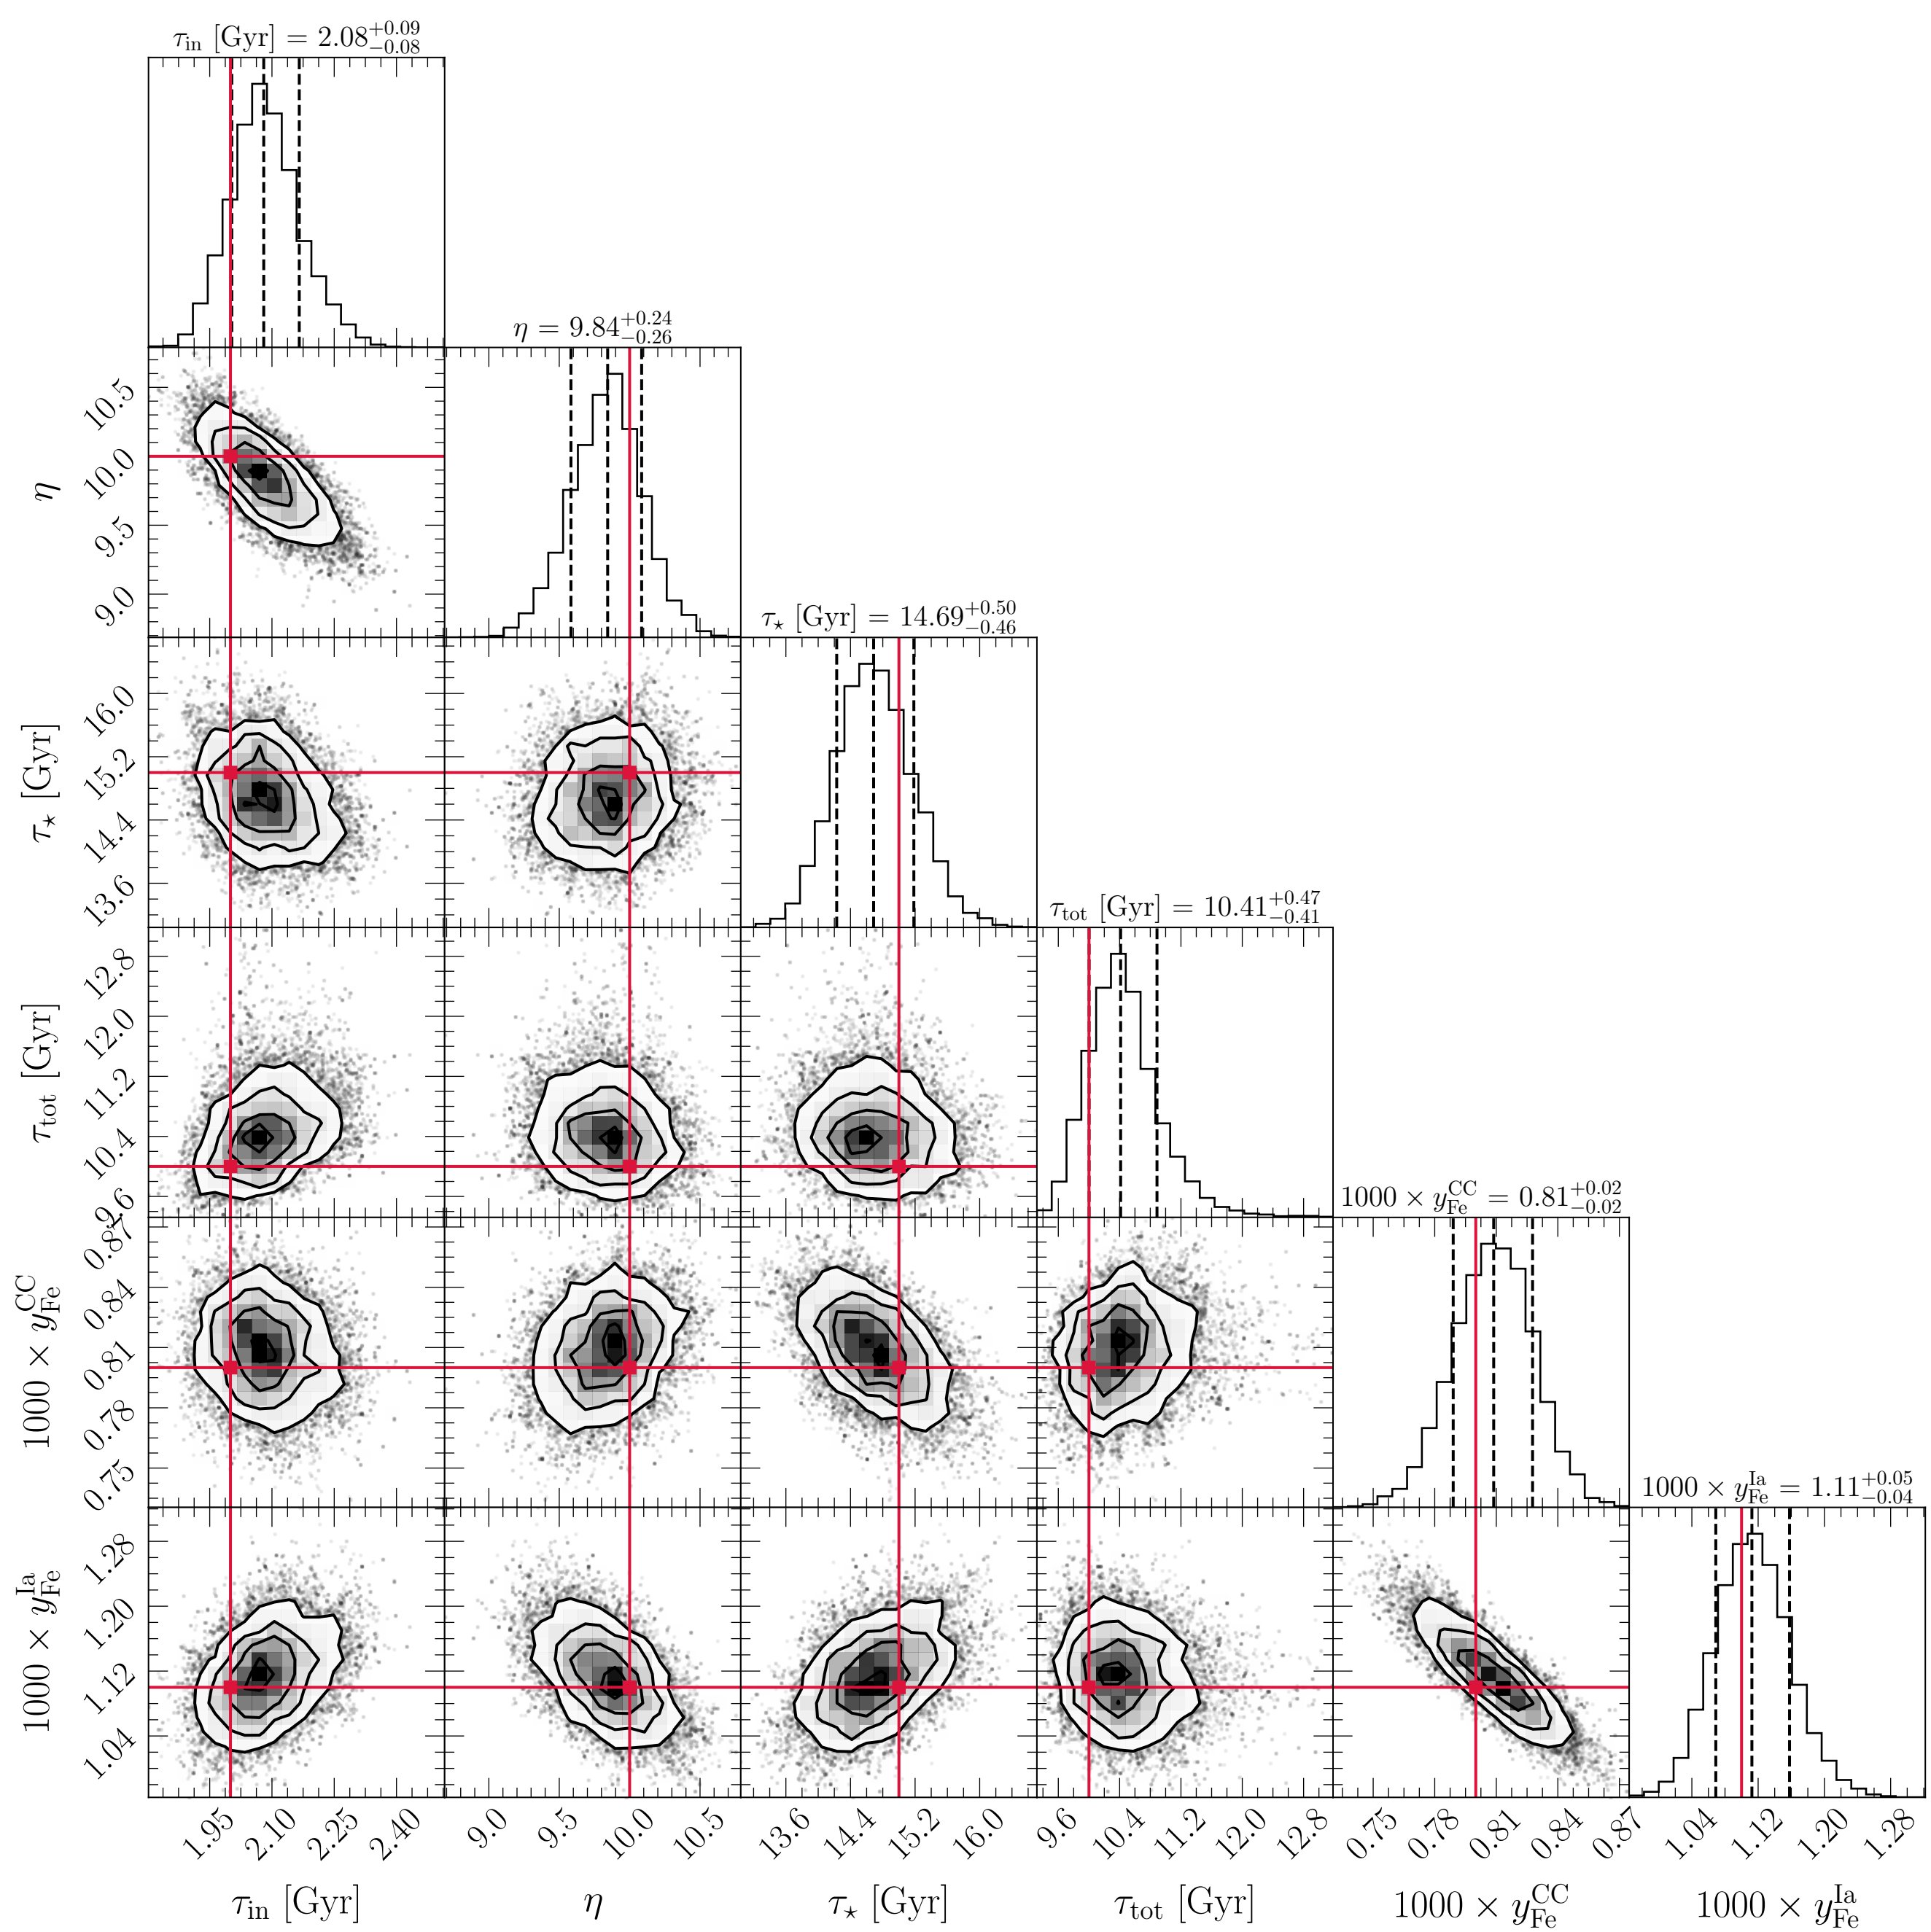 τ_in [Gyr] = 2.08^{+0.09}_{−0.08}
η = 9.84^{+0.24}_{−0.26}
10.5
10.0
9.5
9.0
η
τ_⋆ [Gyr] = 14.69^{+0.50}_{−0.46}
16.0
15.2
14.4
13.6
τ_⋆ [Gyr]
τ_tot [Gyr] = 10.41^{+0.47}_{−0.41}
12.8
12.0
11.2
10.4
9.6
τ_tot [Gyr]
1000 × y_Fe^CC = 0.81^{+0.02}_{−0.02}
0.87
0.84
0.81
0.78
0.75
1000 × y_Fe^CC
1000 × y_Fe^Ia = 1.11^{+0.05}_{−0.04}
1.28
1.20
1.12
1.04
1000 × y_Fe^Ia
1.95 2.10 2.25 2.40 9.0 9.5 10.0 10.5 13.6 14.4 15.2 16.0 9.6 10.4 11.2 12.0 12.8 0.75 0.78 0.81 0.84 0.87 1.04 1.12 1.20 1.28
τ_in [Gyr] η τ_⋆ [Gyr] τ_tot [Gyr] 1000 × y_Fe^CC 1000 × y_Fe^Ia